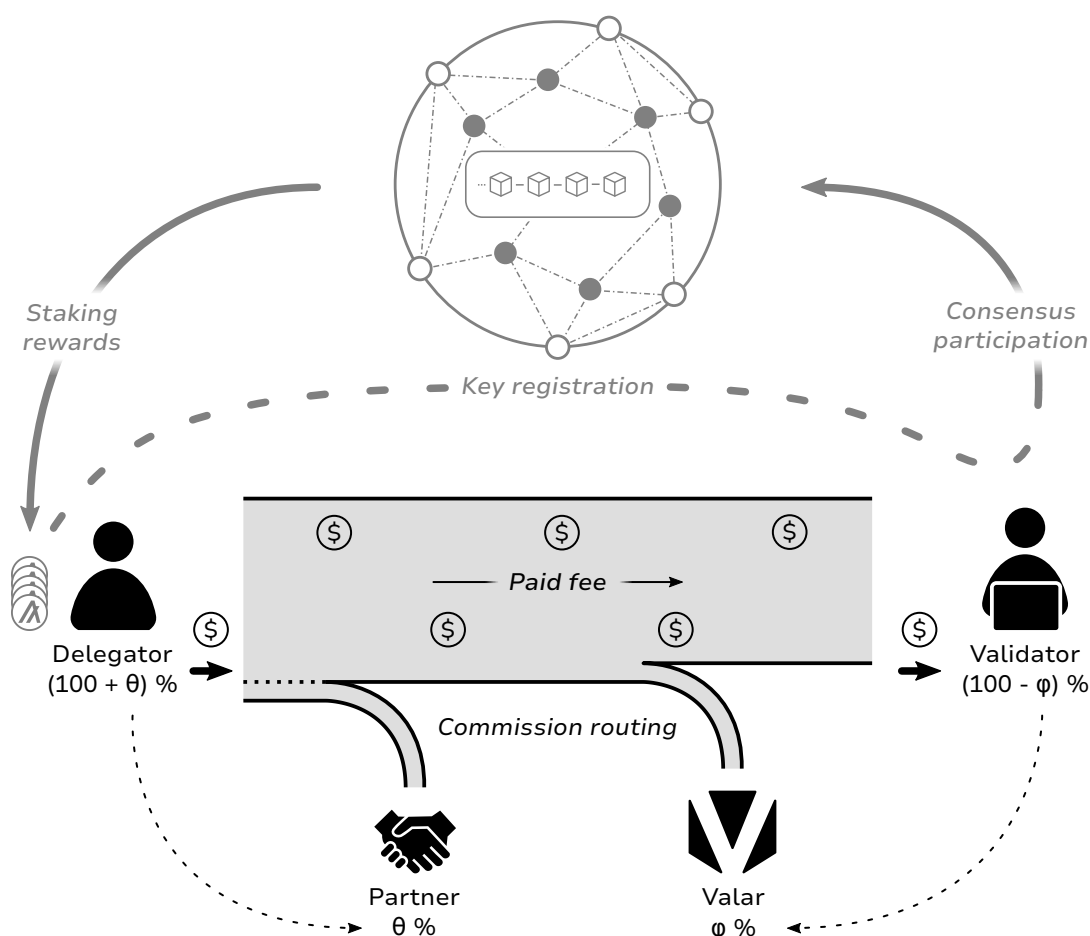 Staking
rewards
Consensus
participation
Key registration
$
$
$
Paid fee
$
$
$
$
Delegator
(100 + θ) %
Validator
(100 - φ) %
Commission routing
Partner
θ %
Valar
φ %